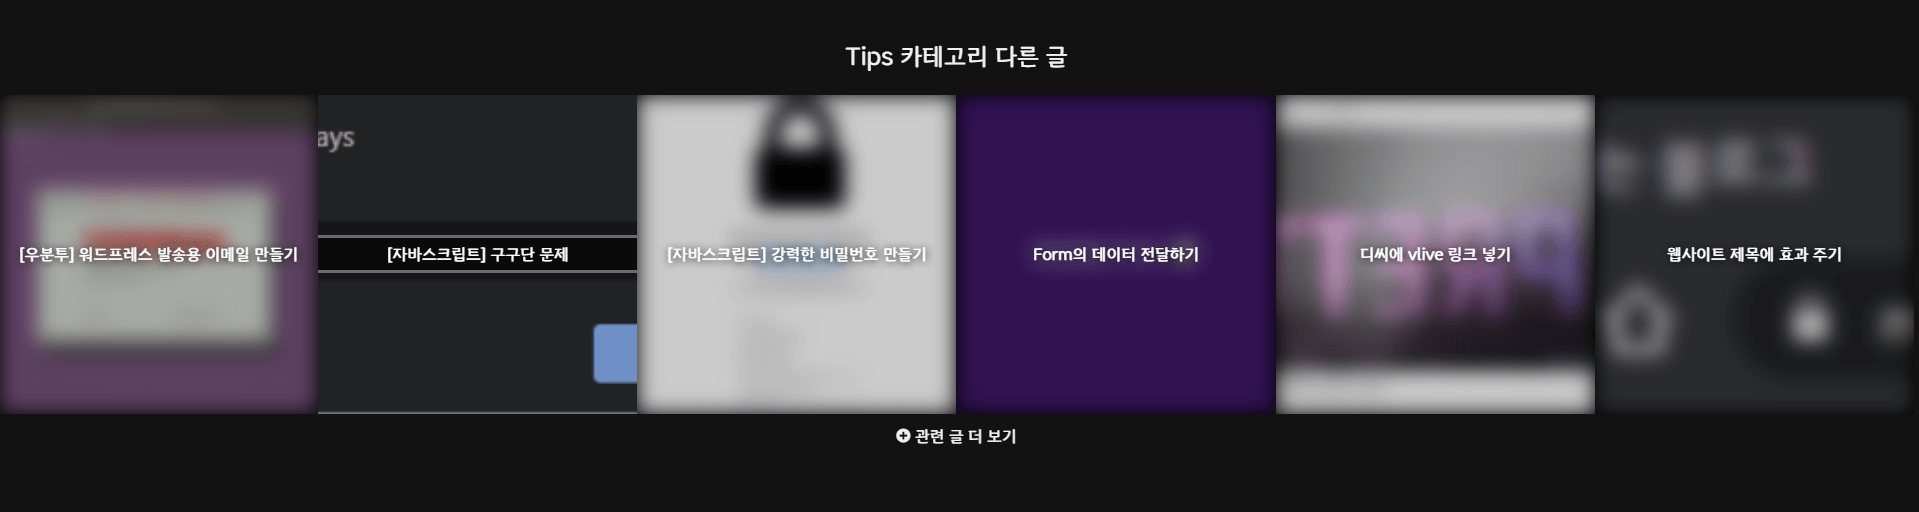 Tips 카테고리 다른 글
ays
[우분투] 워드프레스 발송용 이메일 만들기
[자바스크립트] 구구단 문제
[자바스크립트] 강력한 비밀번호 만들기
Form의 데이터 전달하기
디씨에 vlive 링크 넣기
웹사이트 제목에 효과 주기
관련 글 더 보기